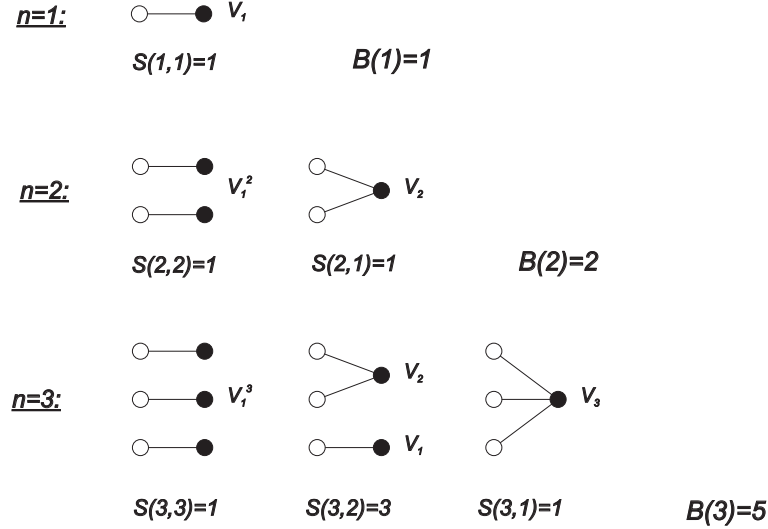 n=1:
V₁
S(1,1)=1
B(1)=1
n=2:
V₁²
V₂
S(2,2)=1
S(2,1)=1
B(2)=2
n=3:
V₁³
V₂
V₁
V₃
S(3,3)=1
S(3,2)=3
S(3,1)=1
B(3)=5